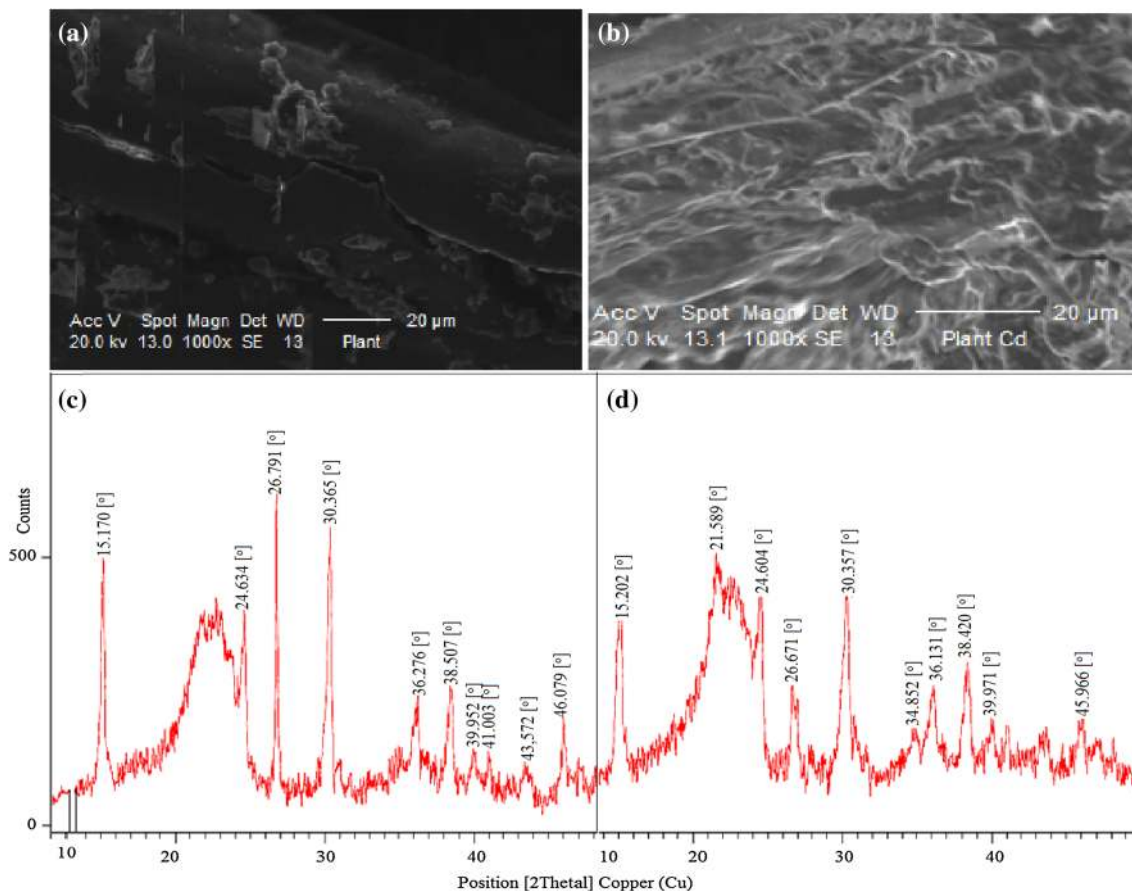 (a)
Acc V Spot Magn Det WD 20 µm
20.0 kv 13.0 1000x SE 13 Plant
(b)
Acc V Spot Magn Det WD 20 µm
20.0 kv 13.1 1000x SE 13 Plant Cd
(c)
15.170 [°]
24.634 [°]
26.791 [°]
30.365 [°]
36.276 [°]
38.507 [°]
39.952 [°]
41.003 [°]
43,572 [°]
46.079 [°]
(d)
15.202 [°]
21.589 [°]
24.604 [°]
26.671 [°]
30.357 [°]
34.852 [°]
36.131 [°]
38.420 [°]
39.971 [°]
45.966 [°]
Counts
500
0
10 20 30 40 20 30 40
Position [2Thetal] Copper (Cu)